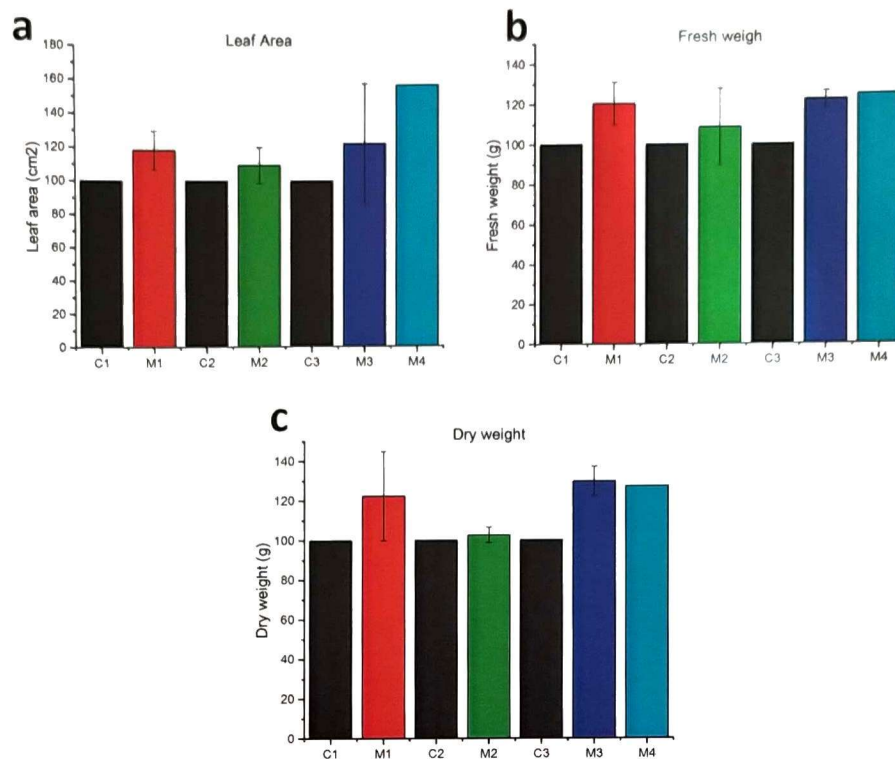 a
Leaf Area
Leaf area (cm2)
180
160
140
120
100
80
60
40
20
0
C1 M1 C2 M2 C3 M3 M4
b
Fresh weigh
Fresh weight (g)
140
120
100
80
60
40
20
0
C1 M1 C2 M2 C3 M3 M4
c
Dry weight
Dry weight (g)
140
120
100
80
60
40
20
0
C1 M1 C2 M2 C3 M3 M4